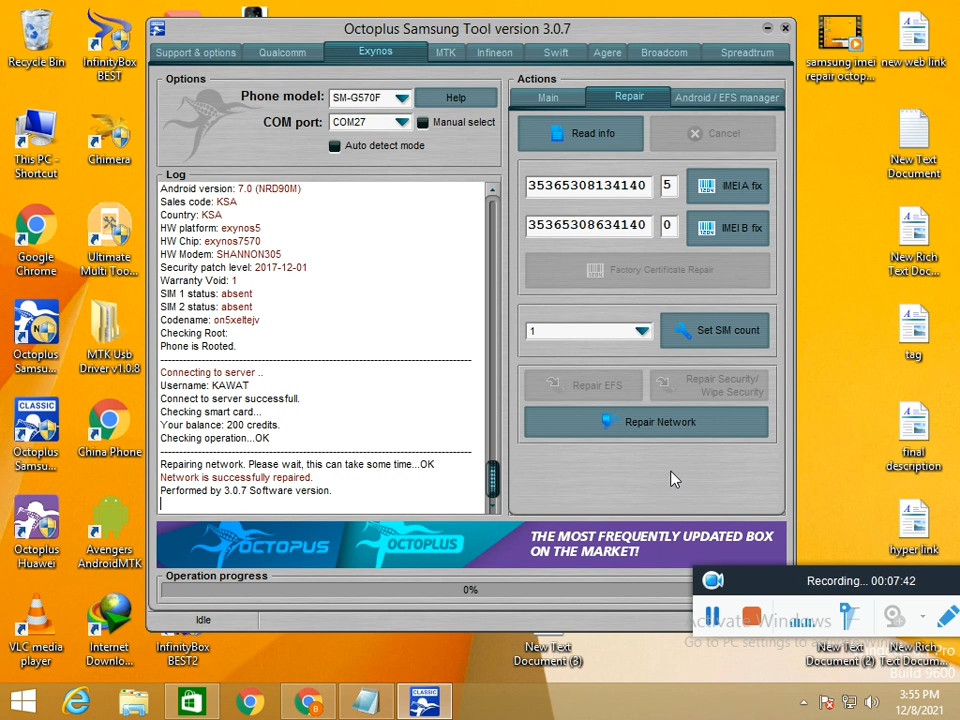 Octoplus Samsung Tool version 3.0.7
Support & options
Qualcomm
Exynos
MTK
Infineon
Swift
Agere
Broadcom
Spreadtrum
Options
Phone model:
SM-G570F
Help
COM port:
COM27
Manual select
Auto detect mode
Log
Android version: 7.0 (NRD90M)
Sales code: KSA
Country: KSA
HW platform: exynos5
HW Chip: exynos7570
HW Modem: SHANNON305
Security patch level: 2017-12-01
Warranty Void: 1
SIM 1 status: absent
SIM 2 status: absent
Codename: on5xeltejv
Checking Root:
Phone is Rooted.
Connecting to server ..
Username: KAWAT
Connect to server successfull.
Checking smart card...
Your balance: 200 credits.
Checking operation...OK
Repairing network. Please wait, this can take some time...OK
Network is successfully repaired.
Performed by 3.0.7 Software version.
Actions
Main
Repair
Android / EFS manager
Read info
Cancel
35365308134140
5
IMEI A fix
35365308634140
0
IMEI B fix
Factory Certificate Repair
1
Set SIM count
Repair EFS
Repair Security/
Wipe Security
Repair Network
OCTOPUS
OCTOPLUS
THE MOST FREQUENTLY UPDATED BOX
ON THE MARKET!
Operation progress
0%
Idle
Recording... 00:07:42
Activate Windows
Go to PC settings to
Pro
Build 9600
Recycle Bin
InfinityBox
BEST
This PC -
Shortcut
Chimera
Google
Chrome
Ultimate
Multi Too...
Octoplus
Samsu...
MTK Usb
Driver v1.0.8
CLASSIC
Octoplus
Samsu...
China Phone
Octoplus
Huawei
Avengers
AndroidMTK
VLC media
player
Internet
Downlo...
InfinityBox
BEST2
samsung imei
repair octop...
new web link
New Text
Document
New Rich
Text Doc...
tag
final
description
hyper link
New Text
Document (3)
New Text
Document (2)
New Rich
Text Docum...
CLASSIC
3:55 PM
12/8/2021